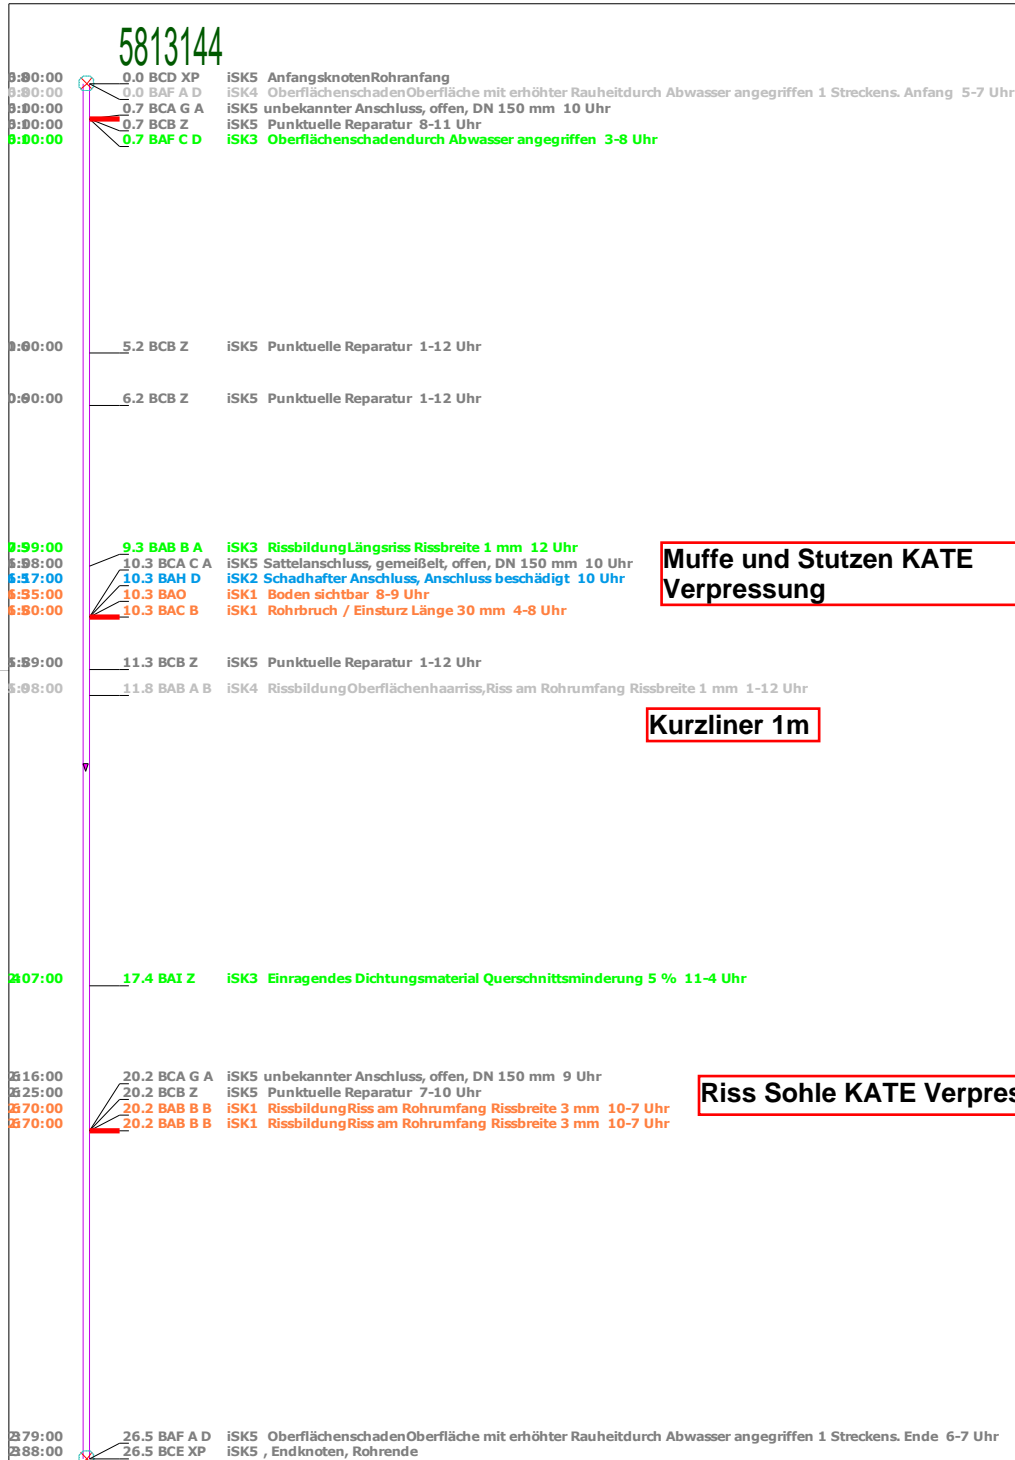 5813144
0.0 BCD XP iSK5 AnfangsknotenRohranfang
0.0 BAF A D iSK4 OberflächenschadenOberfläche mit erhöhter Rauheitdurch Abwasser angegriffen 1 Streckens. Anfang 5-7 Uhr
0.7 BCA G A iSK5 unbekannter Anschluss, offen, DN 150 mm 10 Uhr
0.7 BCB Z iSK5 Punktuelle Reparatur 8-11 Uhr
0.7 BAF C D iSK3 Oberflächenschadendurch Abwasser angegriffen 3-8 Uhr
5.2 BCB Z iSK5 Punktuelle Reparatur 1-12 Uhr
6.2 BCB Z iSK5 Punktuelle Reparatur 1-12 Uhr
9.3 BAB B A iSK3 RissbildungLängsriss Rissbreite 1 mm 12 Uhr
10.3 BCA C A iSK5 Sattelanschluss, gemeißelt, offen, DN 150 mm 10 Uhr
10.3 BAH D iSK2 Schadhafter Anschluss, Anschluss beschädigt 10 Uhr
10.3 BAO iSK1 Boden sichtbar 8-9 Uhr
10.3 BAC B iSK1 Rohrbruch / Einsturz Länge 30 mm 4-8 Uhr
Muffe und Stutzen KATE
Verpressung
11.3 BCB Z iSK5 Punktuelle Reparatur 1-12 Uhr
11.8 BAB A B iSK4 RissbildungOberflächenhaarriss,Riss am Rohrumfang Rissbreite 1 mm 1-12 Uhr
Kurzliner 1m
17.4 BAI Z iSK3 Einragendes Dichtungsmaterial Querschnittsminderung 5 % 11-4 Uhr
20.2 BCA G A iSK5 unbekannter Anschluss, offen, DN 150 mm 9 Uhr
20.2 BCB Z iSK5 Punktuelle Reparatur 7-10 Uhr
20.2 BAB B B iSK1 RissbildungRiss am Rohrumfang Rissbreite 3 mm 10-7 Uhr
20.2 BAB B B iSK1 RissbildungRiss am Rohrumfang Rissbreite 3 mm 10-7 Uhr
Riss Sohle KATE Verpres
26.5 BAF A D iSK5 OberflächenschadenOberfläche mit erhöhter Rauheitdurch Abwasser angegriffen 1 Streckens. Ende 6-7 Uhr
26.5 BCE XP iSK5 , Endknoten, Rohrende